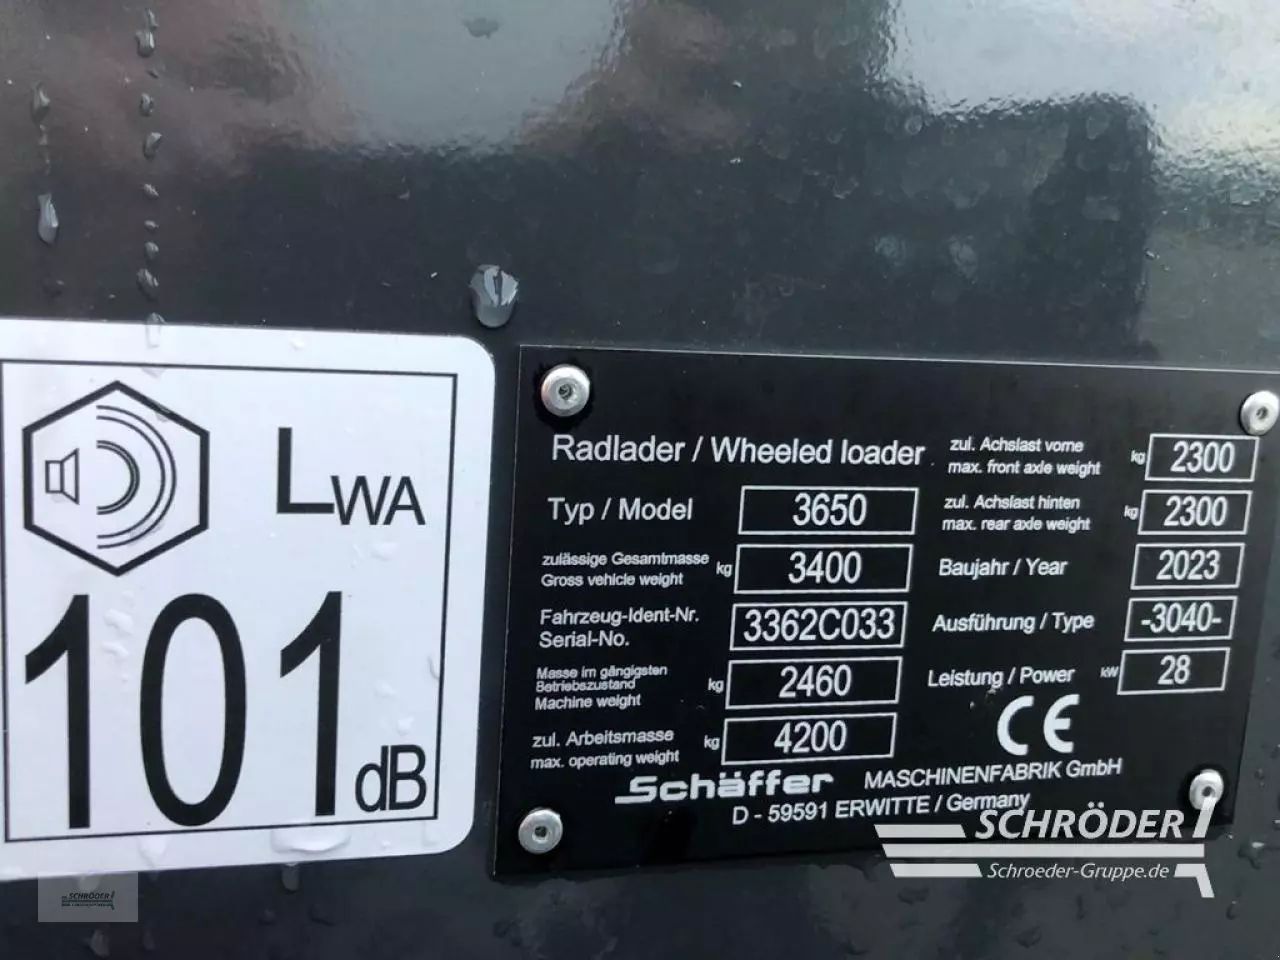 LWA
101 dB
Radlader / Wheeled loader
Typ / Model 3650
zulässige Gesamtmasse
Gross vehicle weight kg 3400
Fahrzeug-Ident-Nr.
Serial-No. 3362C033
Masse im gängigsten
Betriebszustand
Machine weight kg 2460
zul. Arbeitsmasse
max. operating weight kg 4200
zul. Achslast vorne
max. front axle weight kg 2300
zul. Achslast hinten
max. rear axle weight kg 2300
Baujahr / Year 2023
Ausführung / Type -3040-
Leistung / Power kW 28
CE
Schäffer MASCHINENFABRIK GmbH
D - 59591 ERWITTE / Germany
SCHRÖDER
Schroeder-Gruppe.de
SCHRÖDER